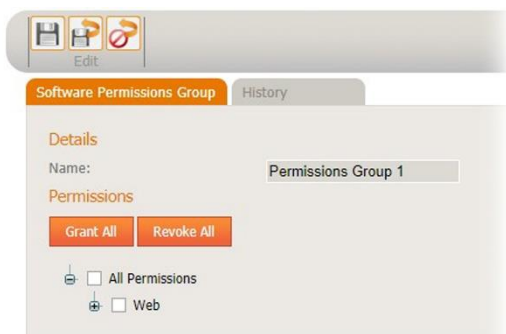 Edit
Software Permissions Group History
Details
Name: Permissions Group 1
Permissions
Grant All Revoke All
All Permissions
Web